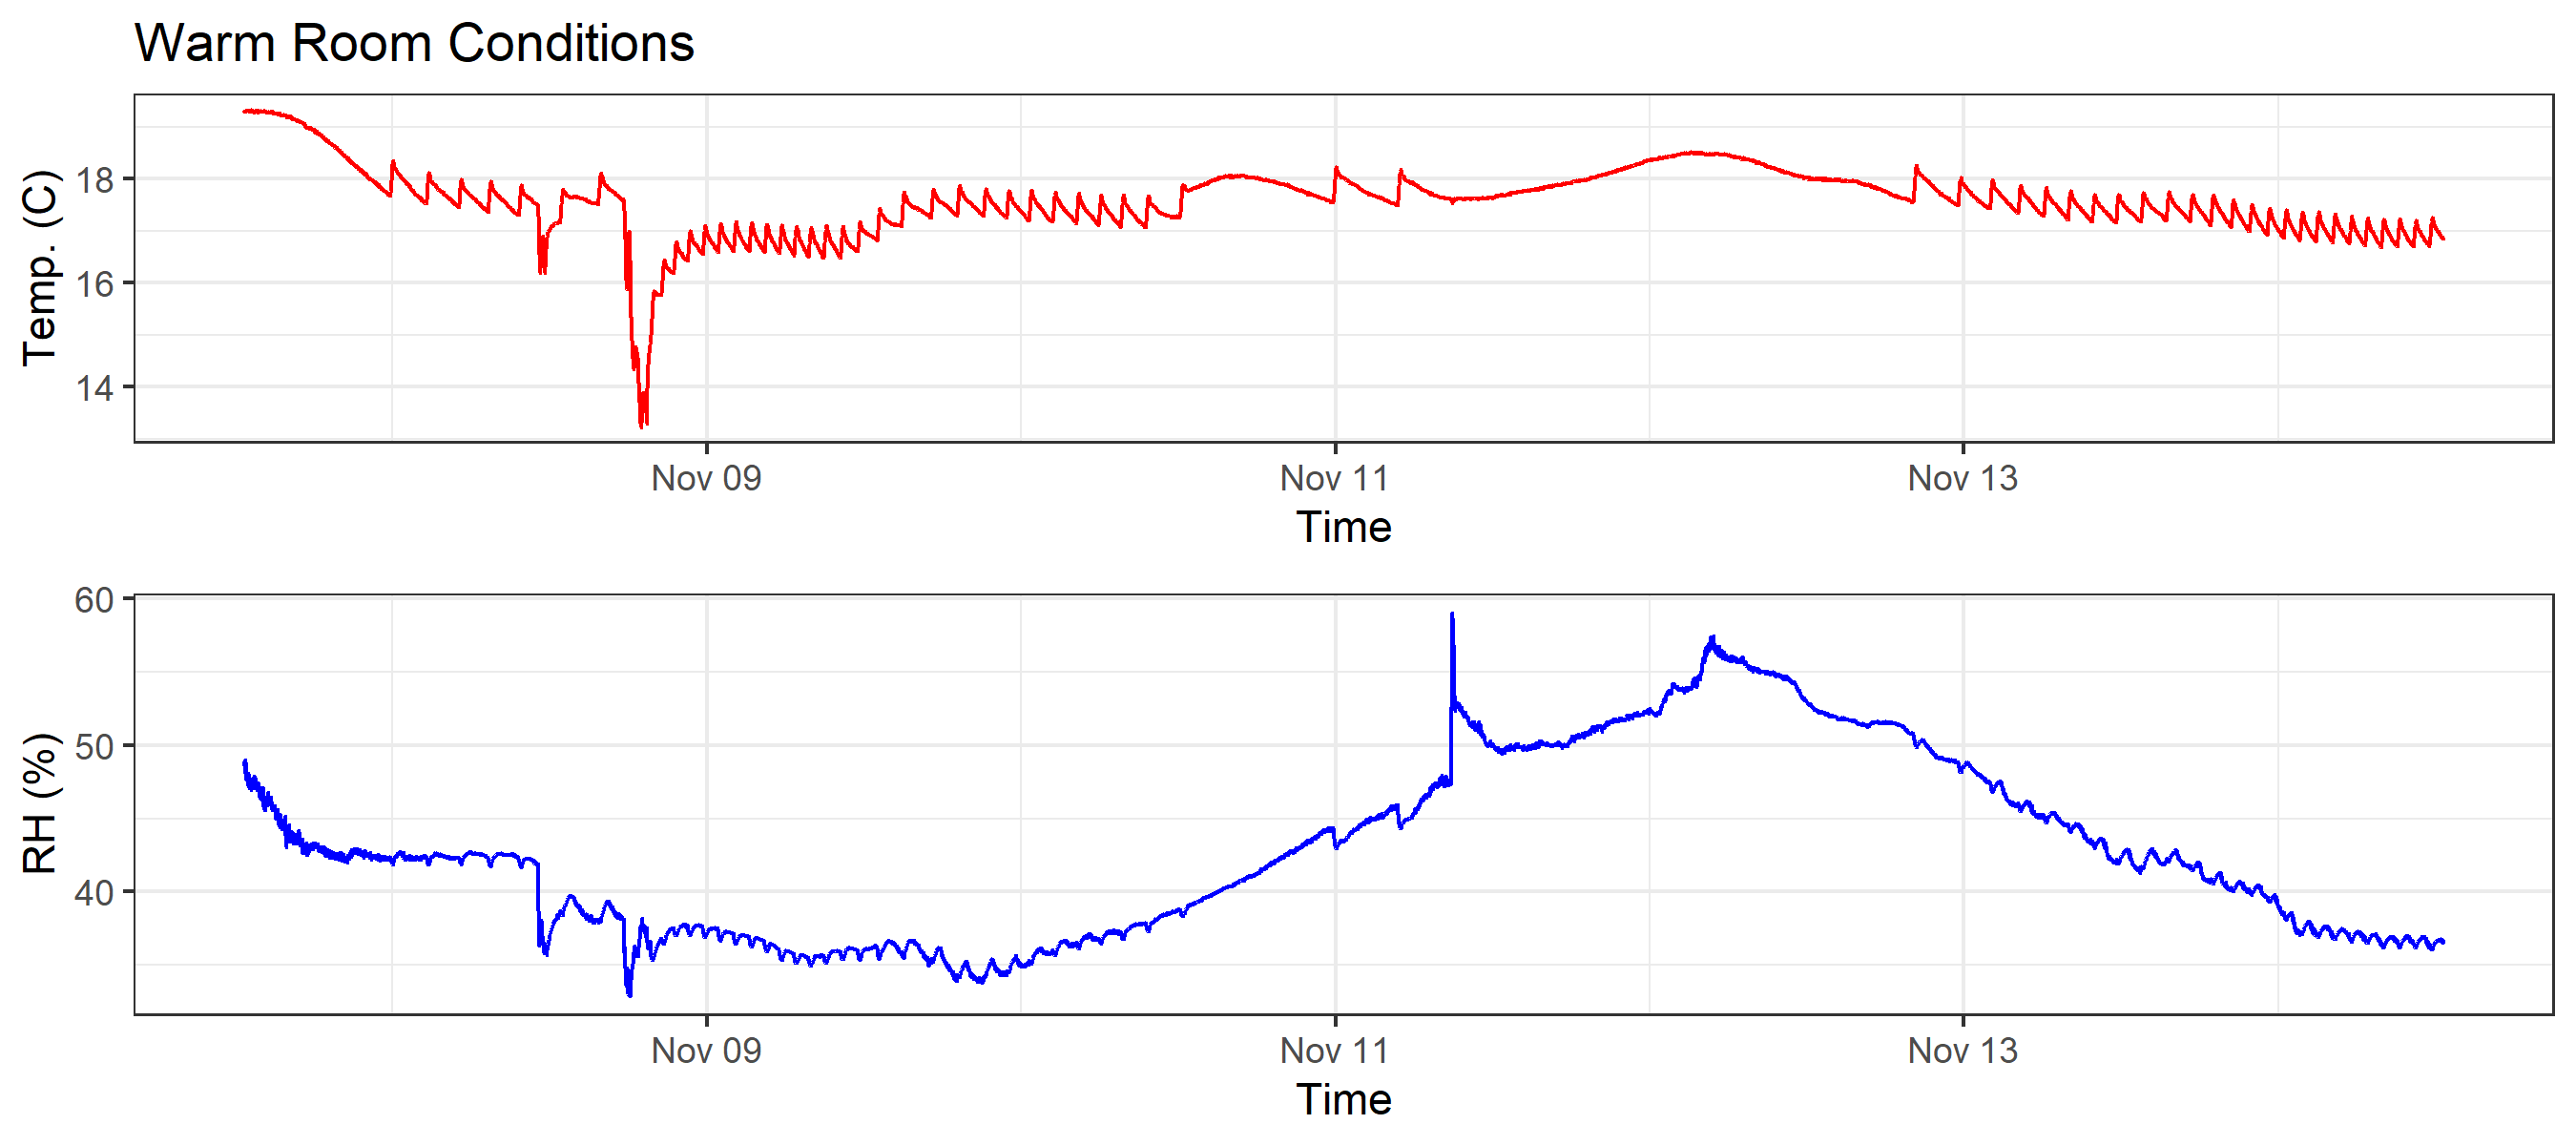 Warm Room Conditions
Temp. (C)
18
16
14
Nov 09
Nov 11
Nov 13
Time
RH (%)
60
50
40
Nov 09
Nov 11
Nov 13
Time